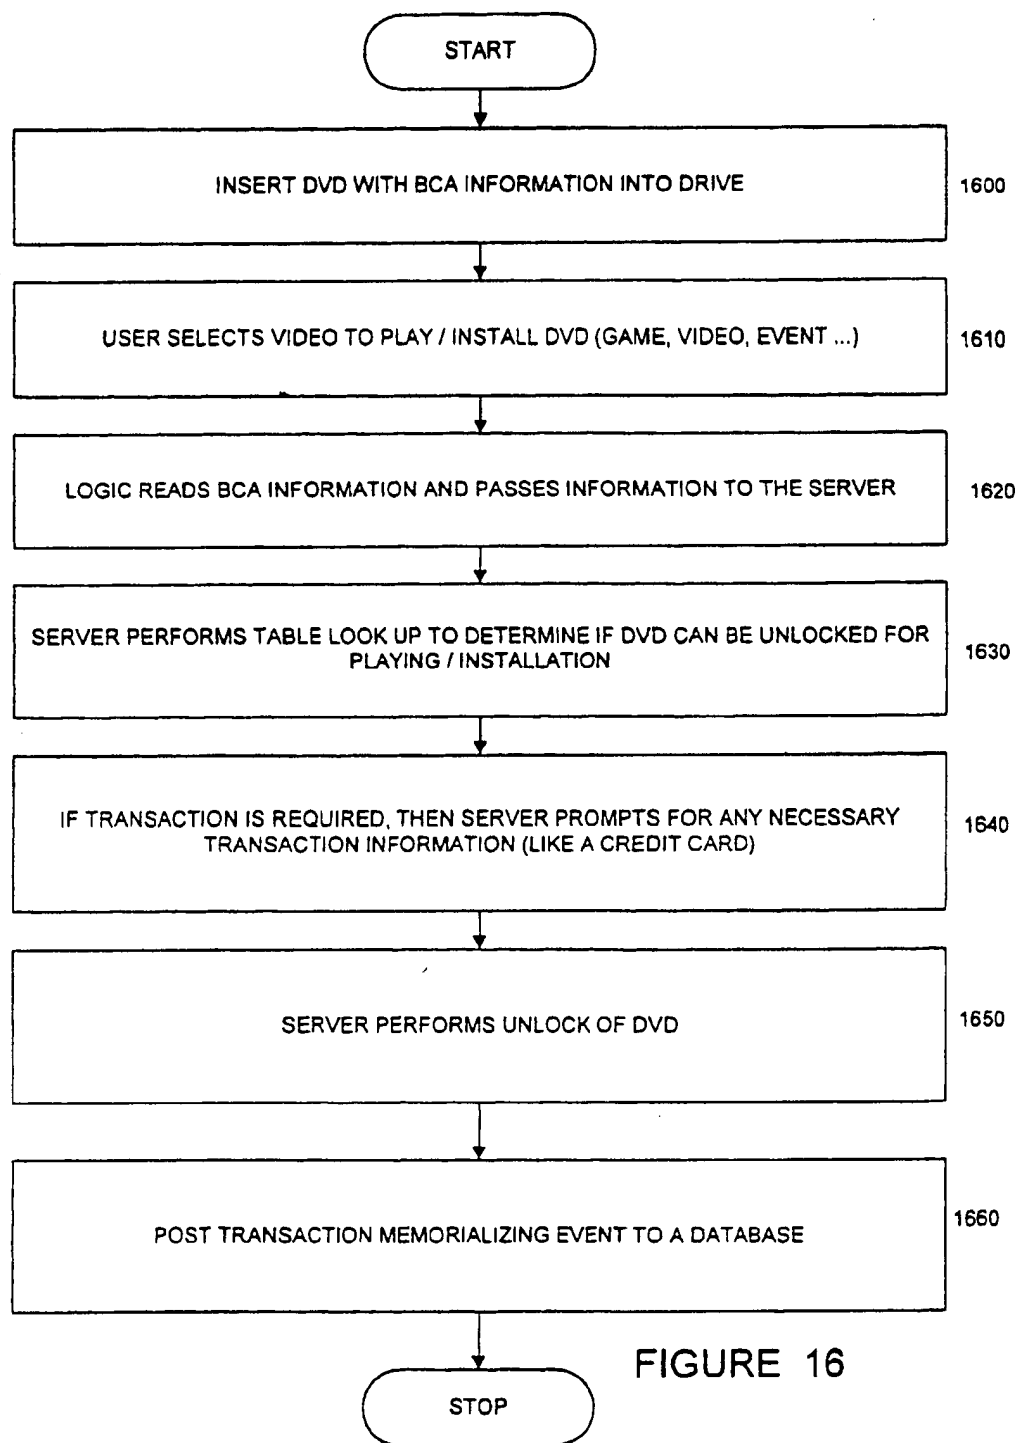 START
INSERT DVD WITH BCA INFORMATION INTO DRIVE
1600
USER SELECTS VIDEO TO PLAY / INSTALL DVD (GAME, VIDEO, EVENT ...)
1610
LOGIC READS BCA INFORMATION AND PASSES INFORMATION TO THE SERVER
1620
SERVER PERFORMS TABLE LOOK UP TO DETERMINE IF DVD CAN BE UNLOCKED FOR
PLAYING / INSTALLATION
1630
IF TRANSACTION IS REQUIRED, THEN SERVER PROMPTS FOR ANY NECESSARY
TRANSACTION INFORMATION (LIKE A CREDIT CARD)
1640
SERVER PERFORMS UNLOCK OF DVD
1650
POST TRANSACTION MEMORIALIZING EVENT TO A DATABASE
1660
FIGURE 16
STOP